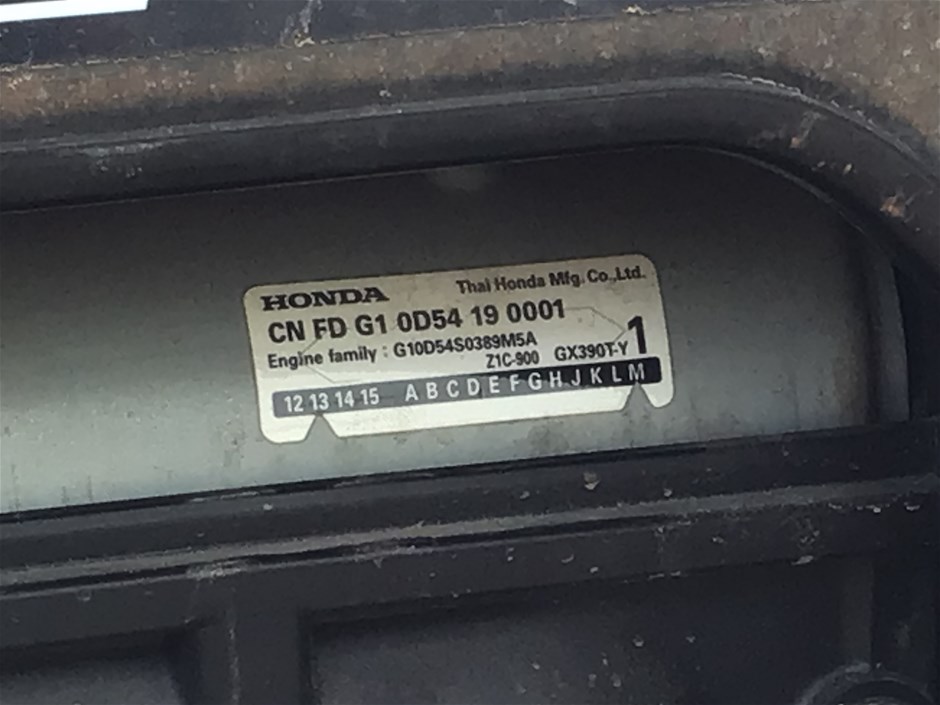 HONDA Thai Honda Mfg. Co.,Ltd.
CN FD G1 0D54 19 0001
Engine family : G10D54S0389M5A
Z1C-900 GX390T-Y 1
12 13 14 15 A B C D E F G H J K L M